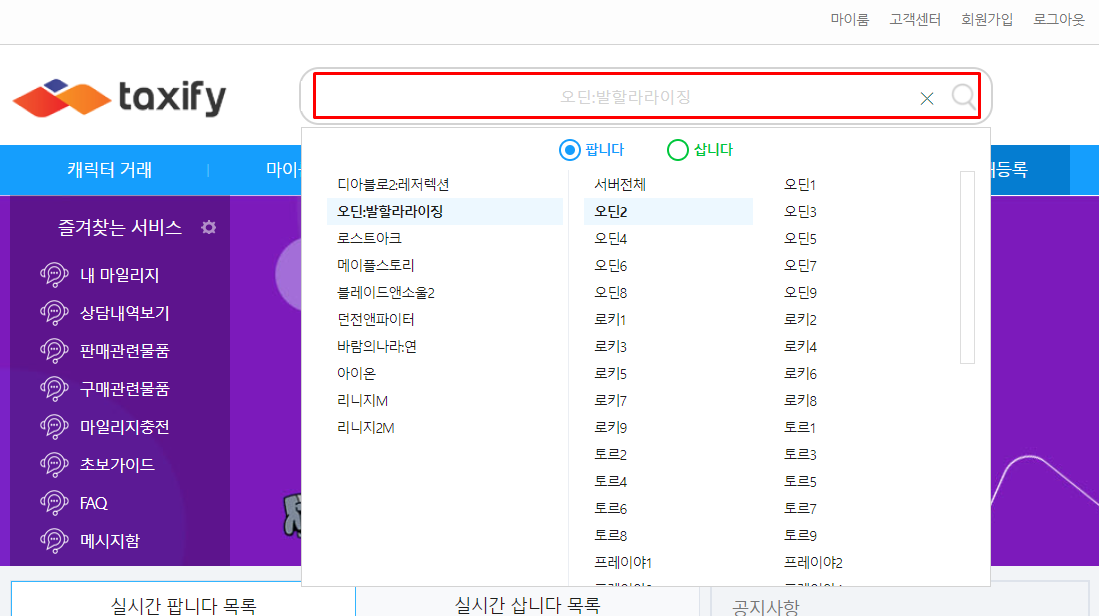 마이룸 고객센터 회원가입 로그아웃
taxify
오딘:발할라라이징
팝니다 삽니다
캐릭터 거래
디아블로2:레저렉션
오딘:발할라라이징
로스트아크
메이플스토리
블레이드앤소울2
던전앤파이터
바람의나라:연
아이온
리니지M
리니지2M
서버전체 오딘1
오딘2 오딘3
오딘4 오딘5
오딘6 오딘7
오딘8 오딘9
로키1 로키2
로키3 로키4
로키5 로키6
로키7 로키8
로키9 토르1
토르2 토르3
토르4 토르5
토르6 토르7
토르8 토르9
프레이야1 프레이야2
즐겨찾는 서비스
내 마일리지
상담내역보기
판매관련물품
구매관련물품
마일리지충전
초보가이드
FAQ
메시지함
실시간 팝니다 목록
실시간 삽니다 목록
공지사항